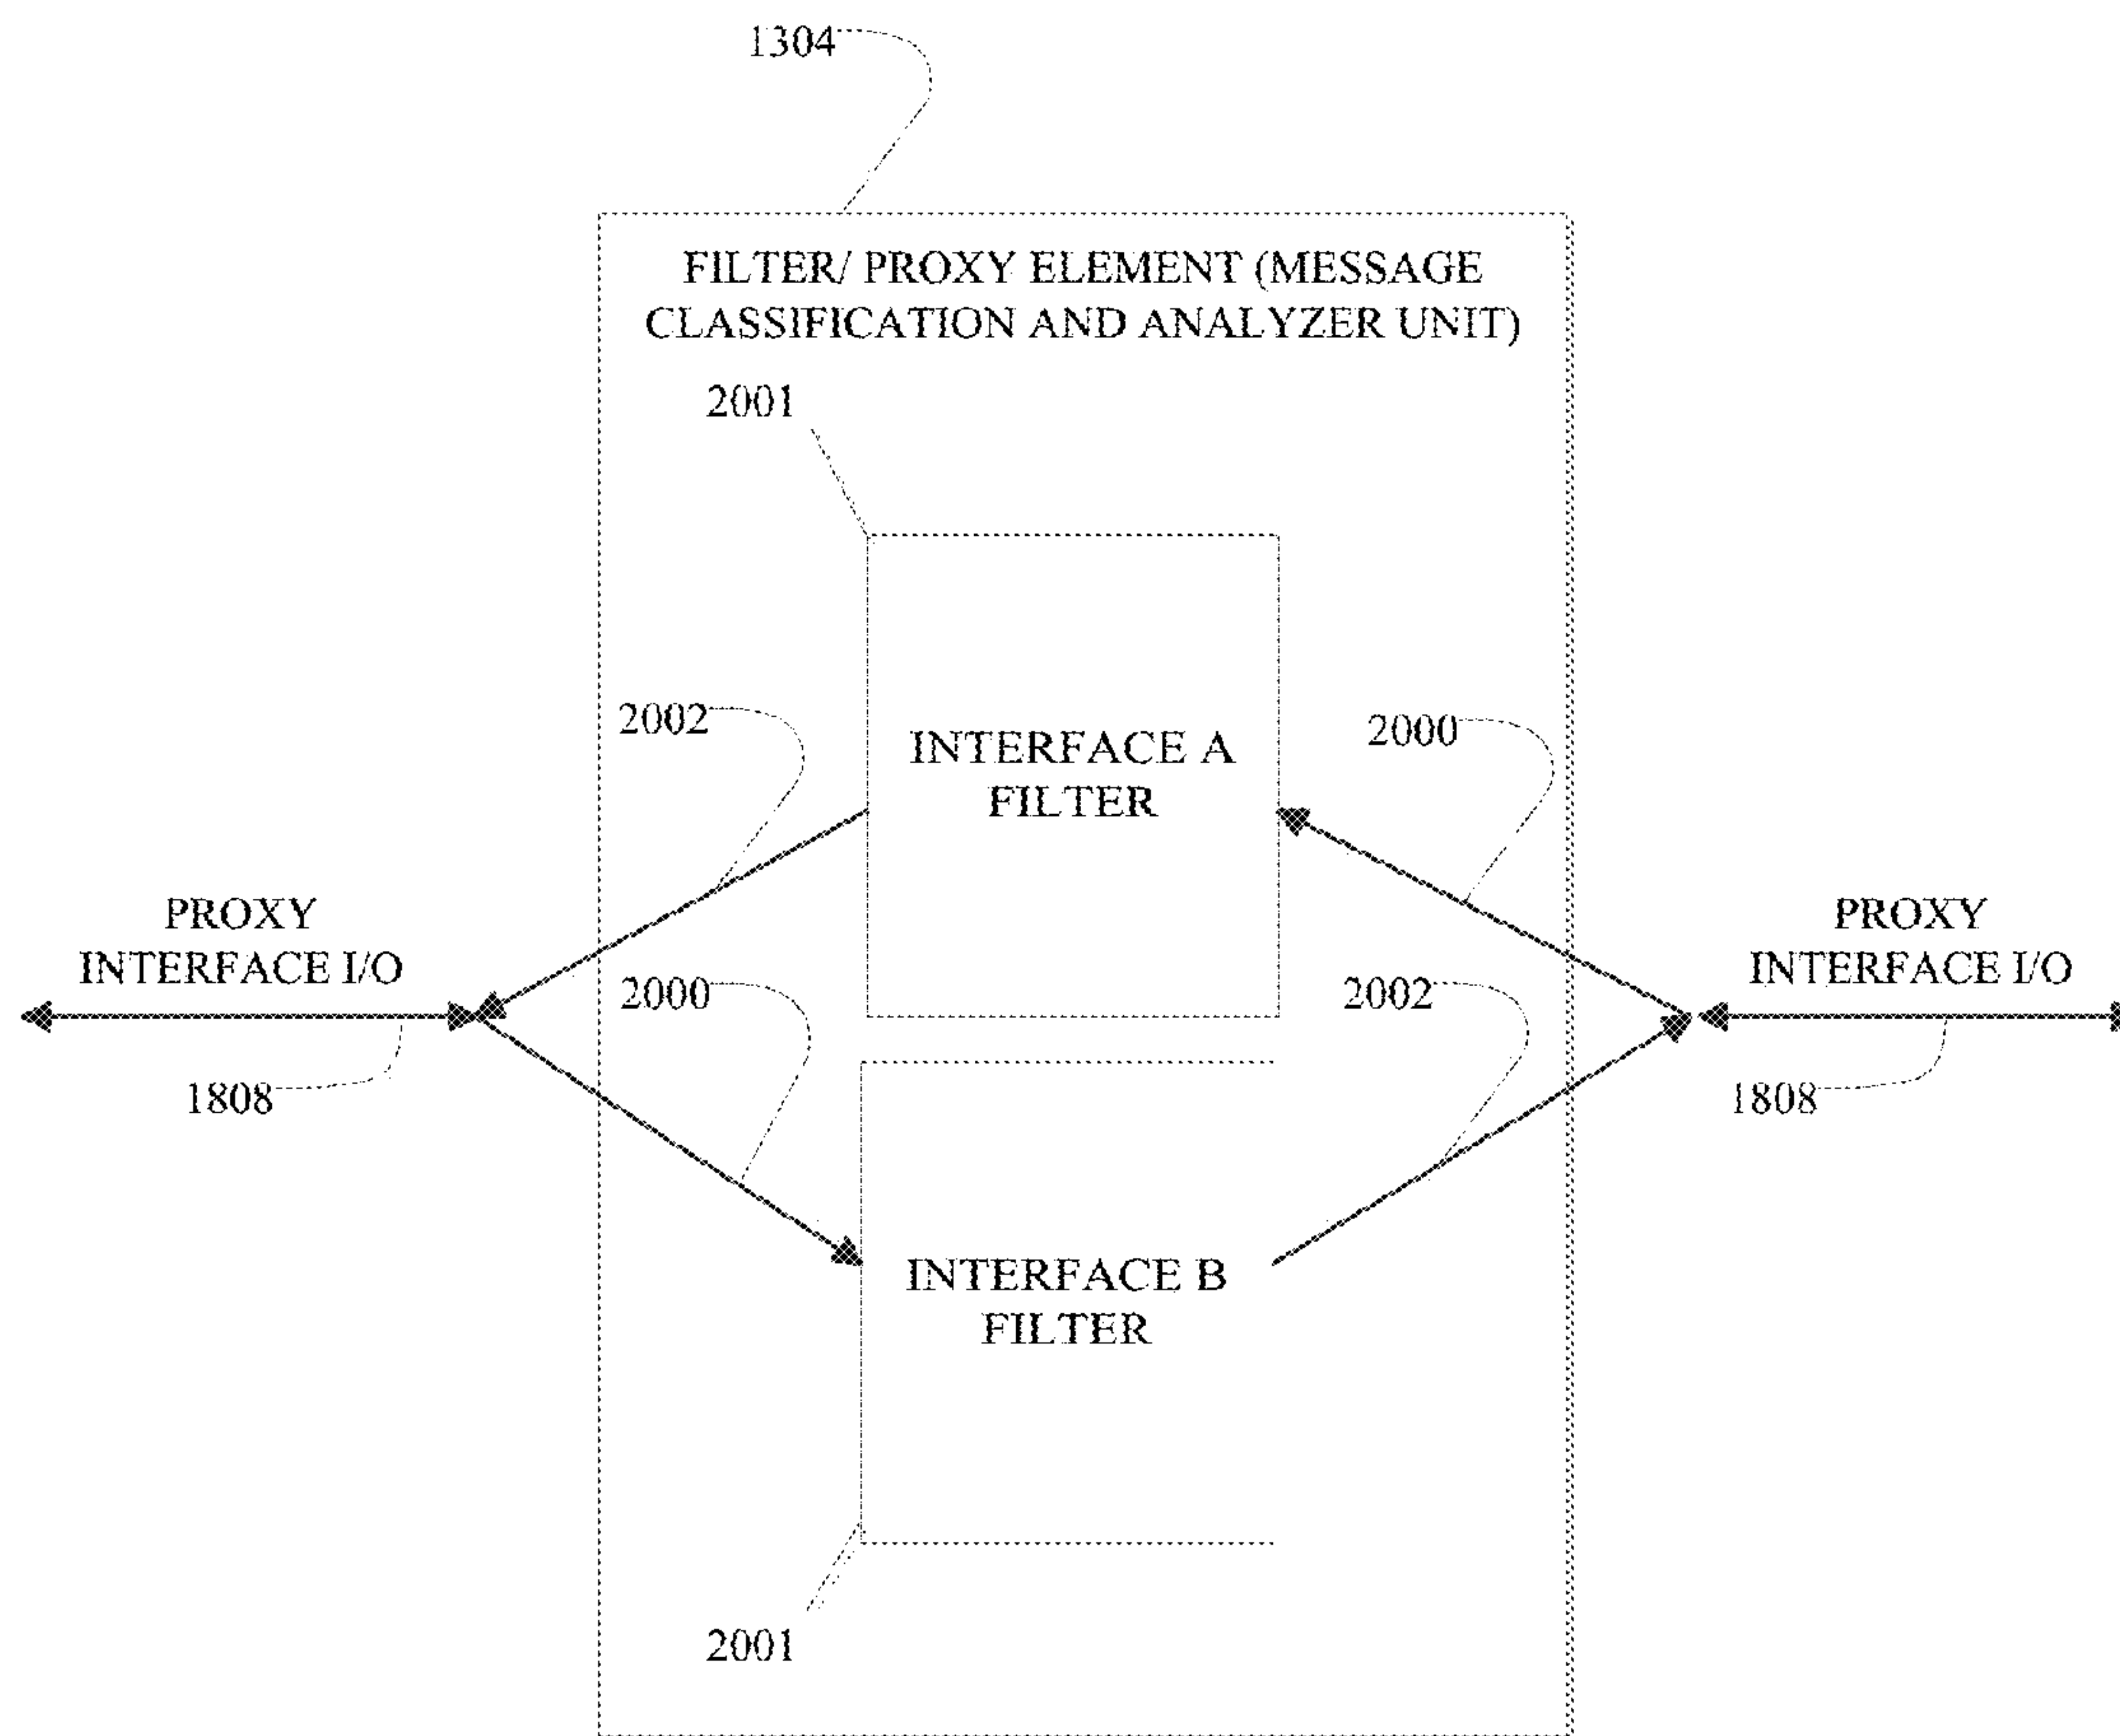 1304
FILTER/ PROXY ELEMENT (MESSAGE
CLASSIFICATION AND ANALYZER UNIT)
2001
2002
2000
INTERFACE A
FILTER
PROXY
INTERFACE I/O
PROXY
INTERFACE I/O
2000
2002
1808
1808
INTERFACE B
FILTER
2001